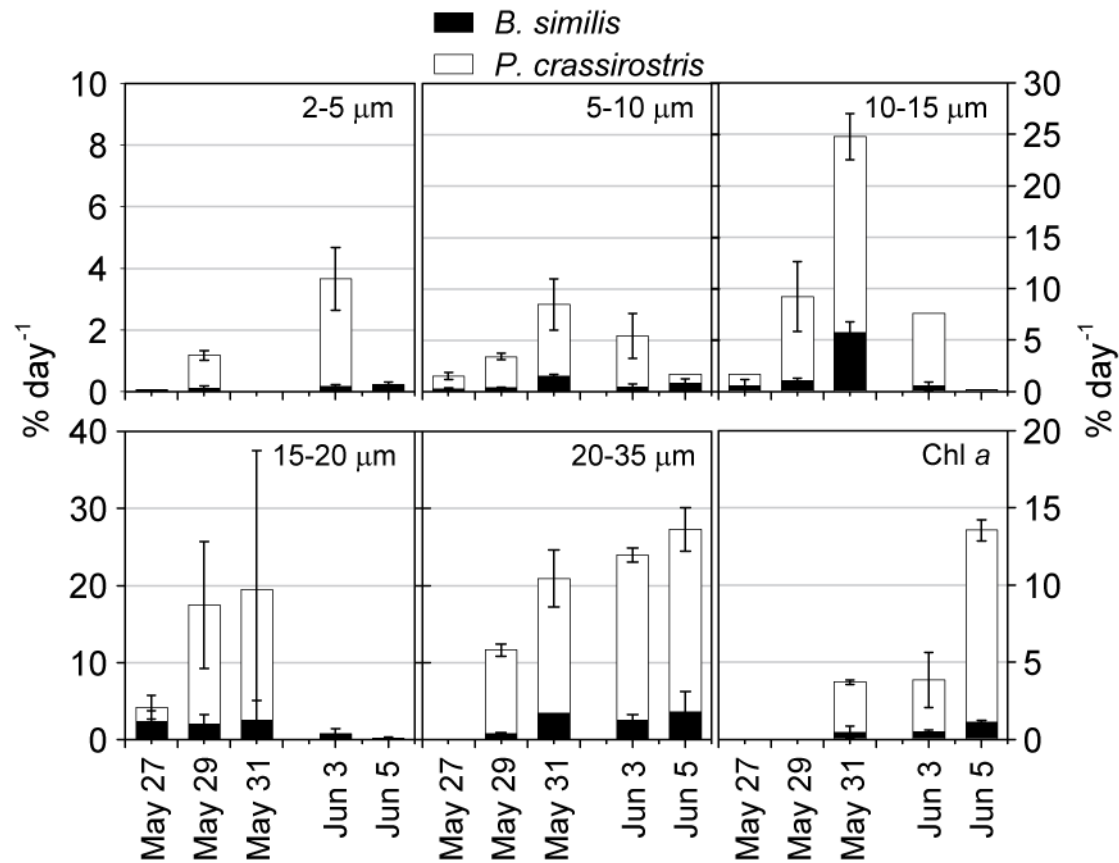 B. similis
P. crassirostris
10 2-5 μm 5-10 μm 10-15 μm 30
8 25
6 20
4 15
2 10
0 5
0
% day-1 % day-1
40 15-20 μm 20-35 μm Chl a 20
30 15
20 10
10 5
0 0
May 27 May 29 May 31 Jun 3 Jun 5 May 27 May 29 May 31 Jun 3 Jun 5 May 27 May 29 May 31 Jun 3 Jun 5